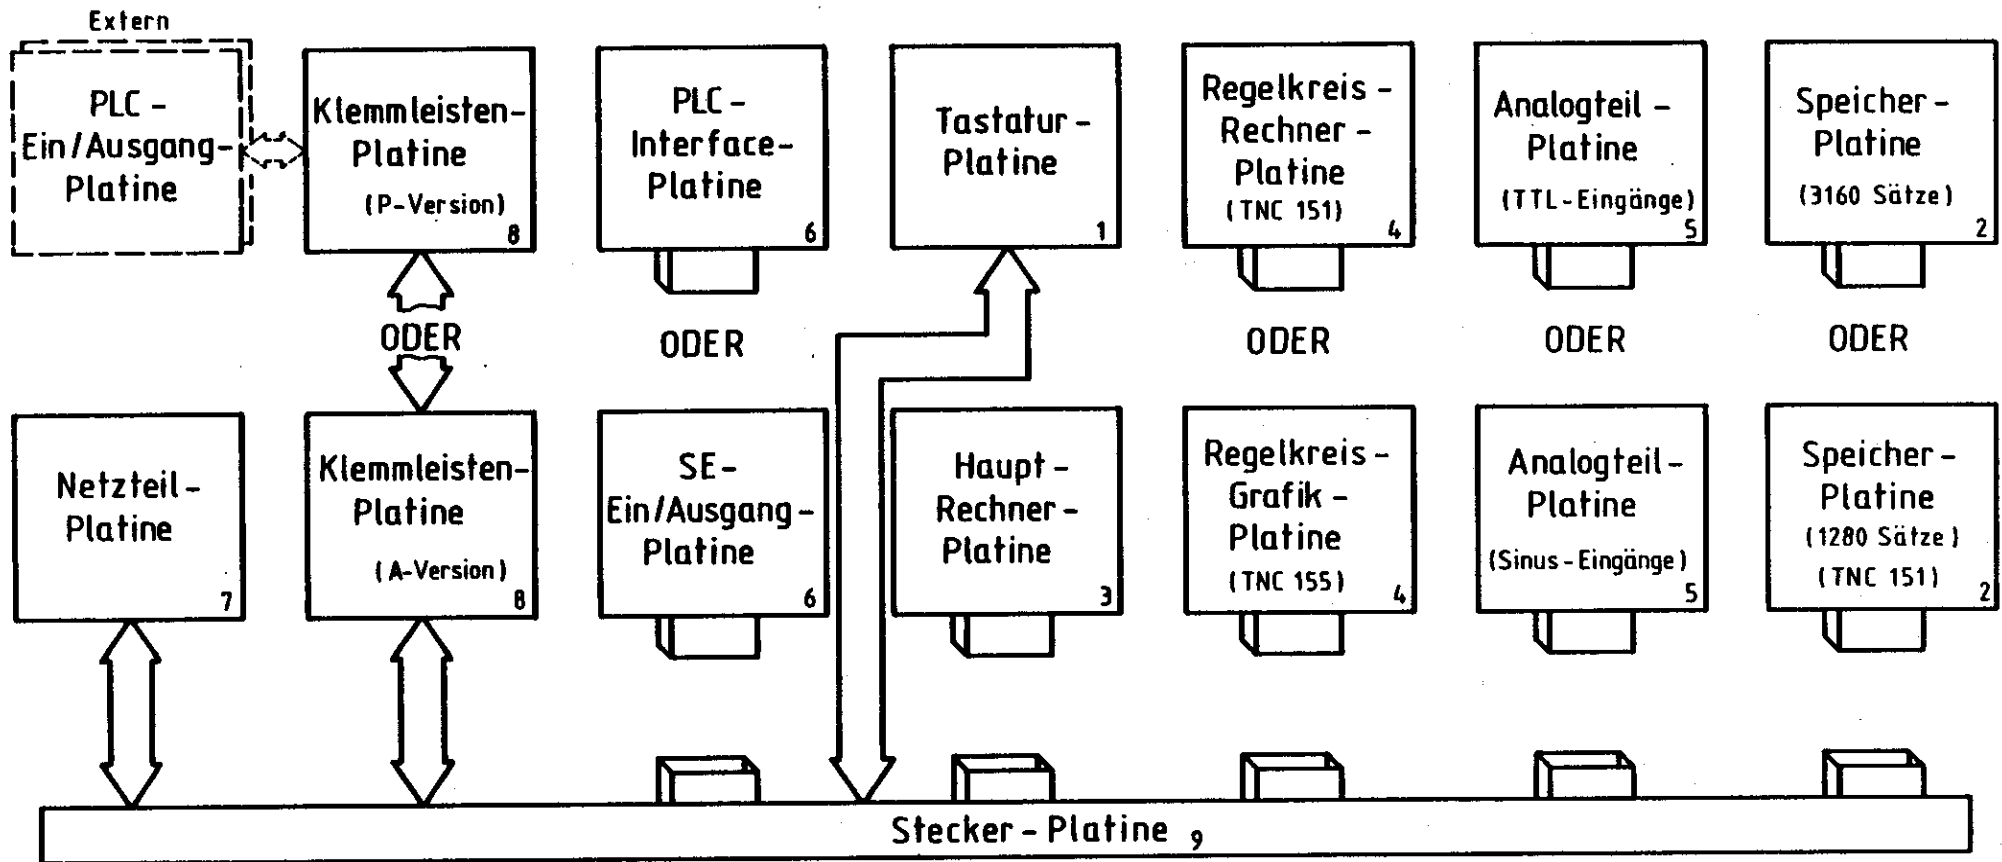 Extern
PLC -
Ein/Ausgang-
Platine
Klemmleisten-
Platine
(P-Version)
8
PLC -
Interface-
Platine
6
Tastatur-
Platine
1
Regelkreis-
Rechner-
Platine
(TNC 151)
4
Analogteil-
Platine
(TTL-Eingänge)
5
Speicher-
Platine
(3160 Sätze)
2
ODER
ODER
ODER
ODER
ODER
Netzteil-
Platine
7
Klemmleisten-
Platine
(A-Version)
8
SE-
Ein/Ausgang-
Platine
6
Haupt-
Rechner-
Platine
3
Regelkreis-
Grafik-
Platine
(TNC 155)
4
Analogteil-
Platine
(Sinus-Eingänge)
5
Speicher-
Platine
(1280 Sätze)
(TNC 151)
2
Stecker-Platine 9